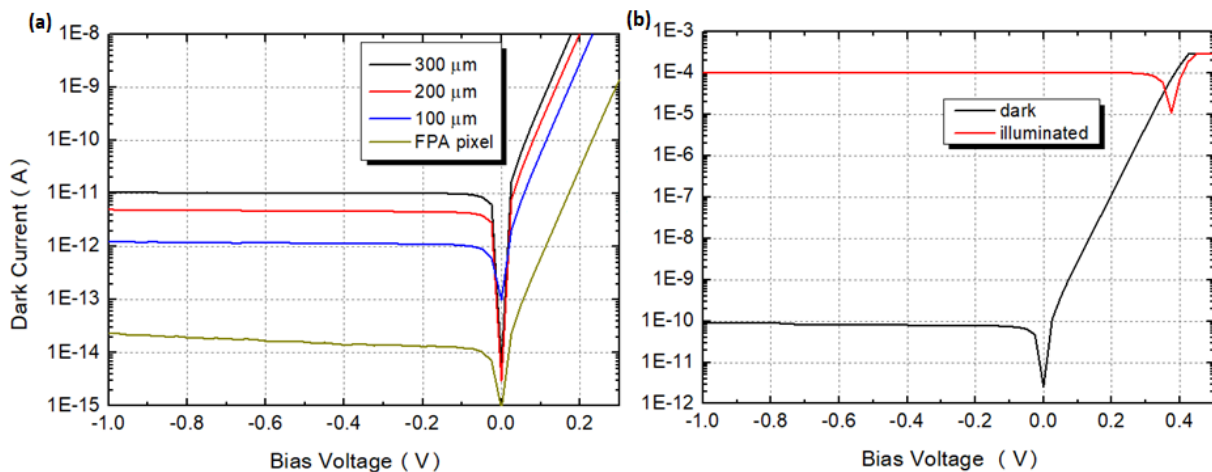 (a)
Dark Current (A)
1E-8
1E-9
1E-10
1E-11
1E-12
1E-13
1E-14
1E-15
300 μm
200 μm
100 μm
FPA pixel
-1.0 -0.8 -0.6 -0.4 -0.2 0.0 0.2
Bias Voltage ( V )
(b)
1E-3
1E-4
1E-5
1E-6
1E-7
1E-8
1E-9
1E-10
1E-11
1E-12
dark
illuminated
-1.0 -0.8 -0.6 -0.4 -0.2 0.0 0.2 0.4
Bias Voltage ( V )